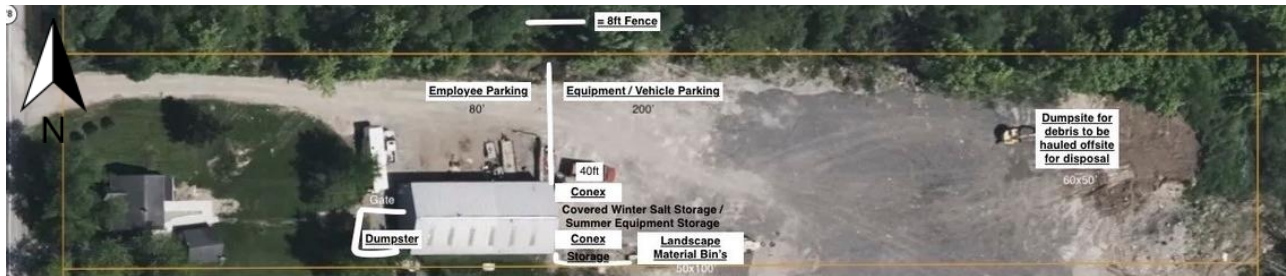 = 8ft Fence
Employee Parking
80'
Equipment / Vehicle Parking
200'
Dumpsite for
debris to be
hauled offsite
for disposal
60x50'
N
40ft
Conex
Gate
Covered Winter Salt Storage /
Summer Equipment Storage
Dumpster
Conex
Storage
Landscape
Material Bin's
50x100